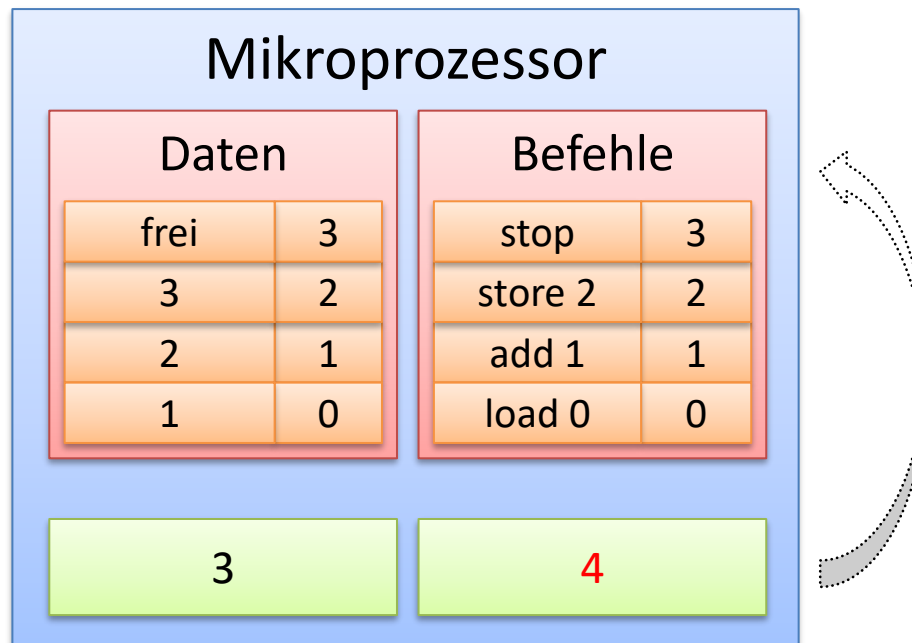 Mikroprozessor
Daten
frei 3
3 2
2 1
1 0
Befehle
stop 3
store 2 2
add 1 1
load 0 0
3
4